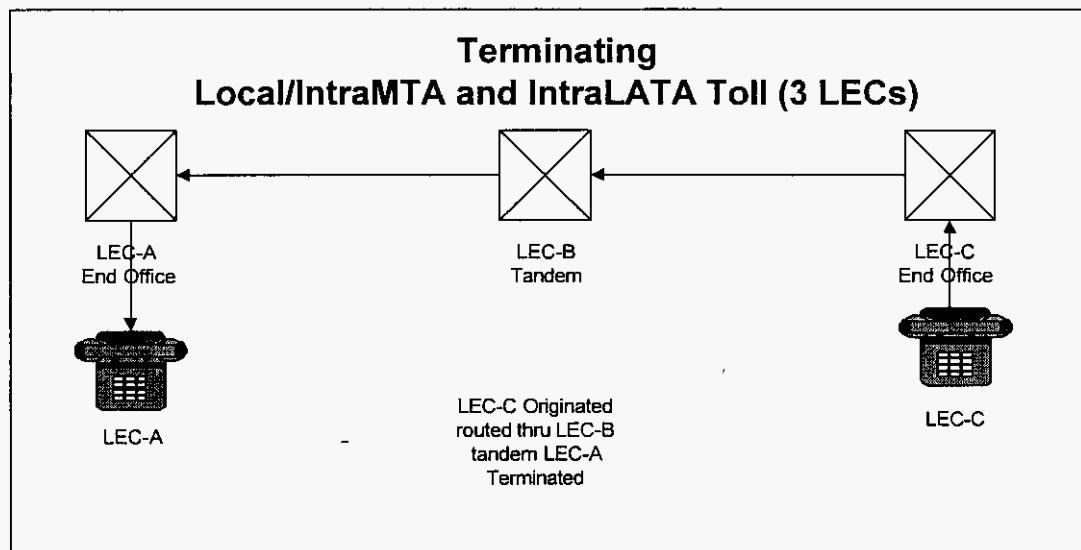 Terminating
Local/IntraMTA and IntraLATA Toll (3 LECs)
LEC-A
End Office
LEC-B
Tandem
LEC-C
End Office
LEC-A
LEC-C Originated
routed thru LEC-B
tandem LEC-A
Terminated
LEC-C